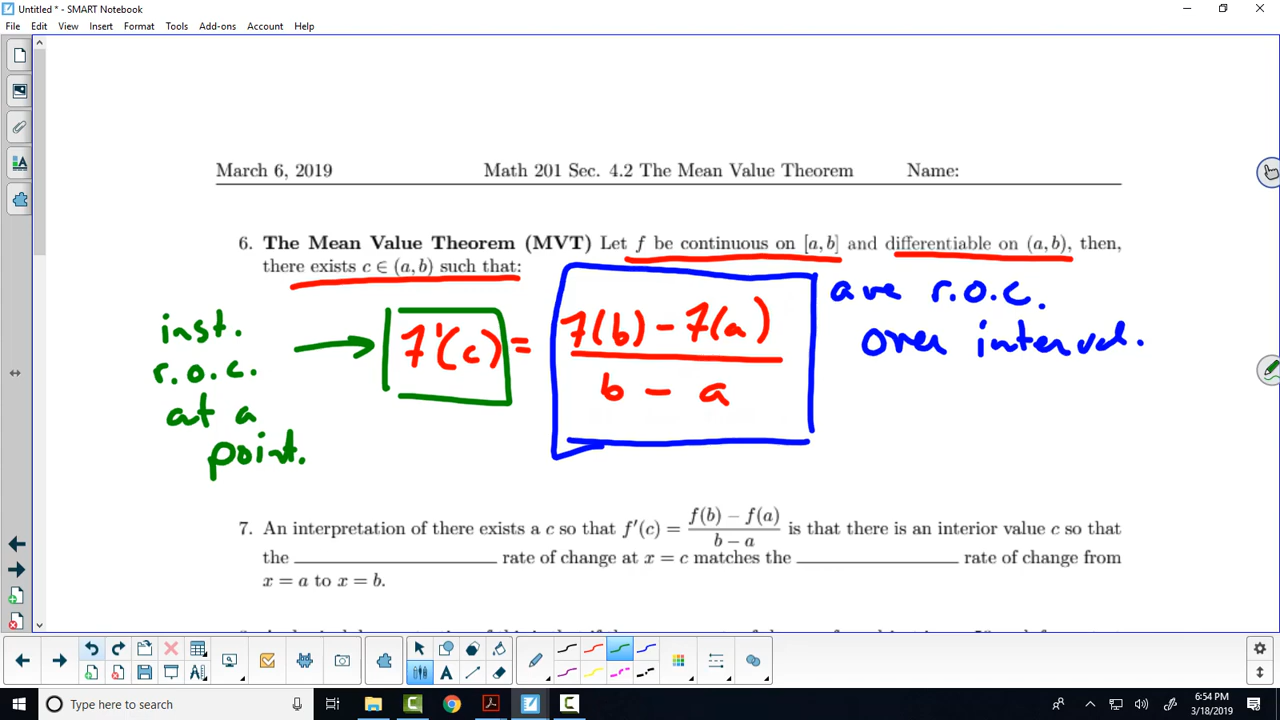 Untitled * - SMART Notebook
File Edit View Insert Format Tools Add-ons Account Help
March 6, 2019 Math 201 Sec. 4.2 The Mean Value Theorem Name:
6. The Mean Value Theorem (MVT) Let f be continuous on [a, b] and differentiable on (a, b), then,
there exists c ∈ (a, b) such that:
inst.
r.o.c.
at a
point.
f'(c) = f(b) - f(a)
b - a
ave r.o.c.
over interval.
7. An interpretation of there exists a c so that f′(c) = f(b) − f(a) / b − a is that there is an interior value c so that
the ____________ rate of change at x = c matches the ____________ rate of change from
x = a to x = b.
Type here to search
6:54 PM
3/18/2019